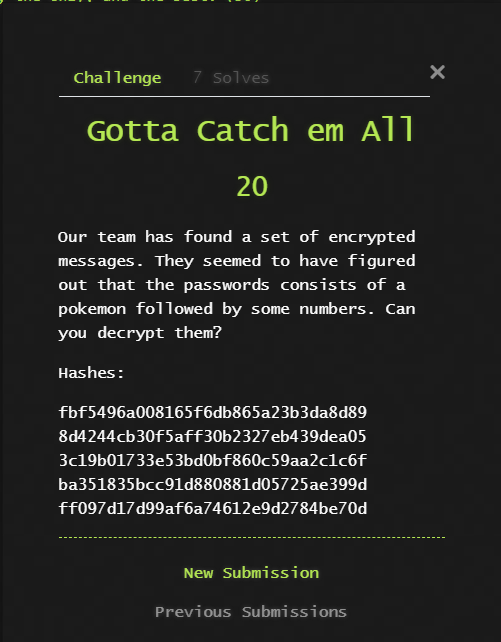 Challenge
7 Solves
×
Gotta Catch em All
20
Our team has found a set of encrypted
messages. They seemed to have figured
out that the passwords consists of a
pokemon followed by some numbers. Can
you decrypt them?
Hashes:
fbf5496a008165f6db865a23b3da8d89
8d4244cb30f5aff30b2327eb439dea05
3c19b01733e53bd0bf860c59aa2c1c6f
ba351835bcc91d880881d05725ae399d
ff097d17d99af6a74612e9d2784be70d
New Submission
Previous Submissions